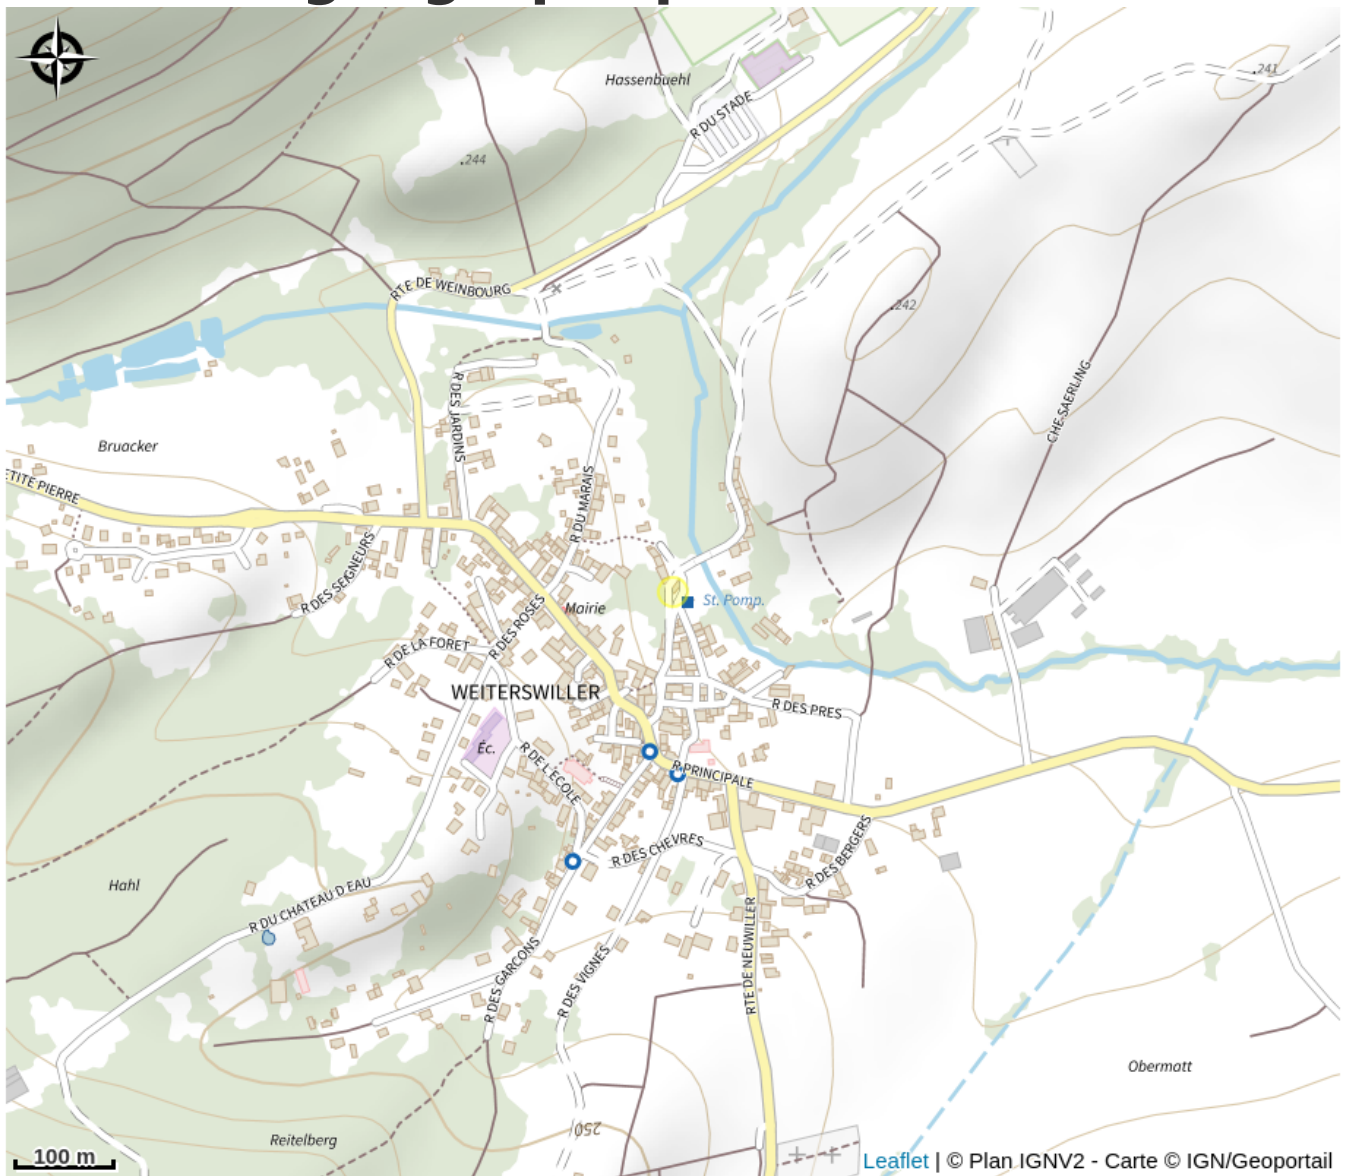 Hassenbuehl
R DU STADE
.241
.244
RTE DE WEINBOURG
.242
R DES JARDINS
CHE SAERLING
Bruacker
ETITE PIERRE
R DU MARAIS
R DES SEIGNEURS
Mairie
St. Pomp.
R DES ROSES
R DE LA FORET
WEITERSWILLER
R DES PRES
Éc.
R DE L'ECOLE
R PRINCIPALE
R DES CHEVRES
R DES BERGERS
Hahl
R DU CHATEAU D EAU
R DES GARCONS
R DES VIGNES
RTE DE NEUWILLER
Obermatt
250
Reitelberg
100 m
Leaflet | © Plan IGNV2 - Carte © IGN/Geoportail